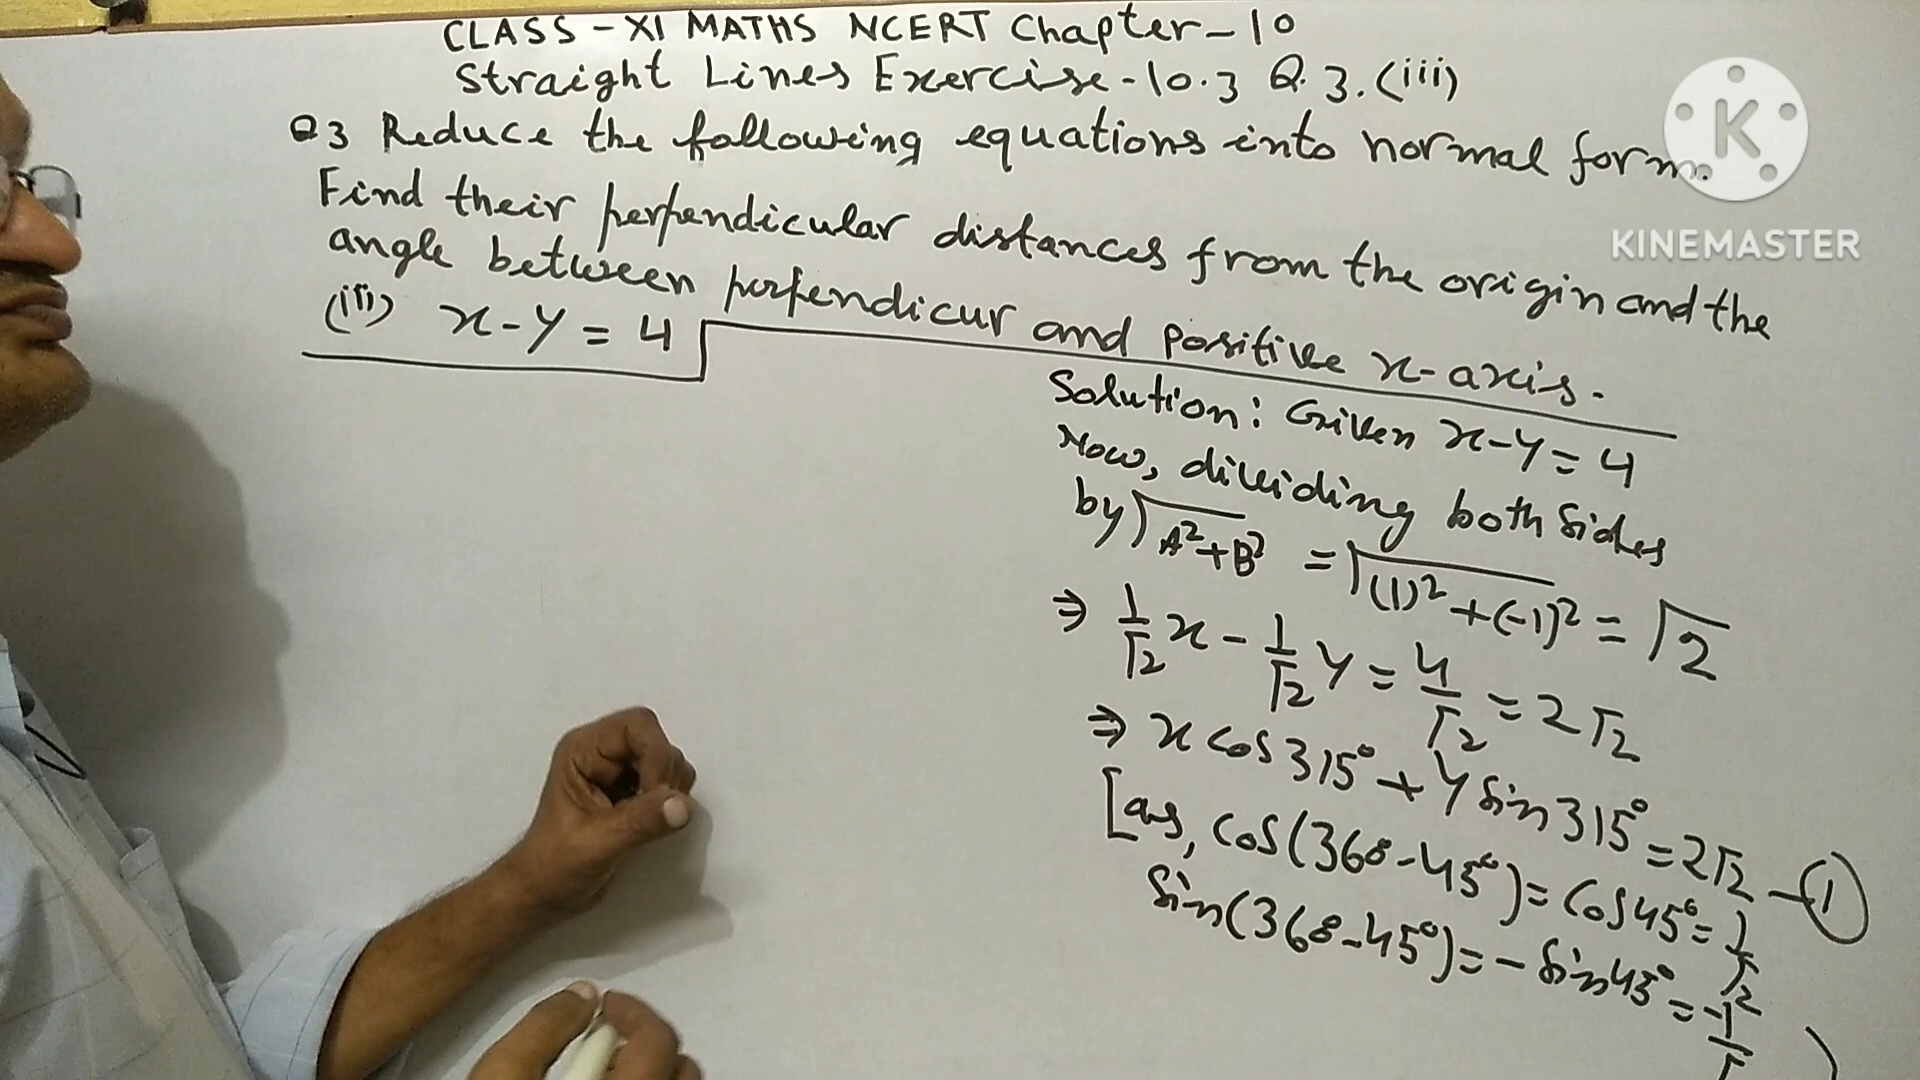 CLASS - XI MATHS NCERT Chapter - 10
Straight Lines Exercise - 10.3 Q. 3. (iii)
Q3 Reduce the following equations into normal form.
Find their perpendicular distances from the origin and the
angle between perpendicur and positive x-axis.
(iii) x - y = 4
Solution: Given x - y = 4
Now, dividing both sides
by √A²+B² = √(1)²+(-1)² = √2
⇒ 1/√2 x - 1/√2 y = 4/√2 = 2√2
⇒ x cos 315° + y sin 315° = 2√2 - ①
[as, cos(360-45°) = cos 45° = 1/√2
sin(360-45°) = - sin 45° = -1/√
K
KINEMASTER